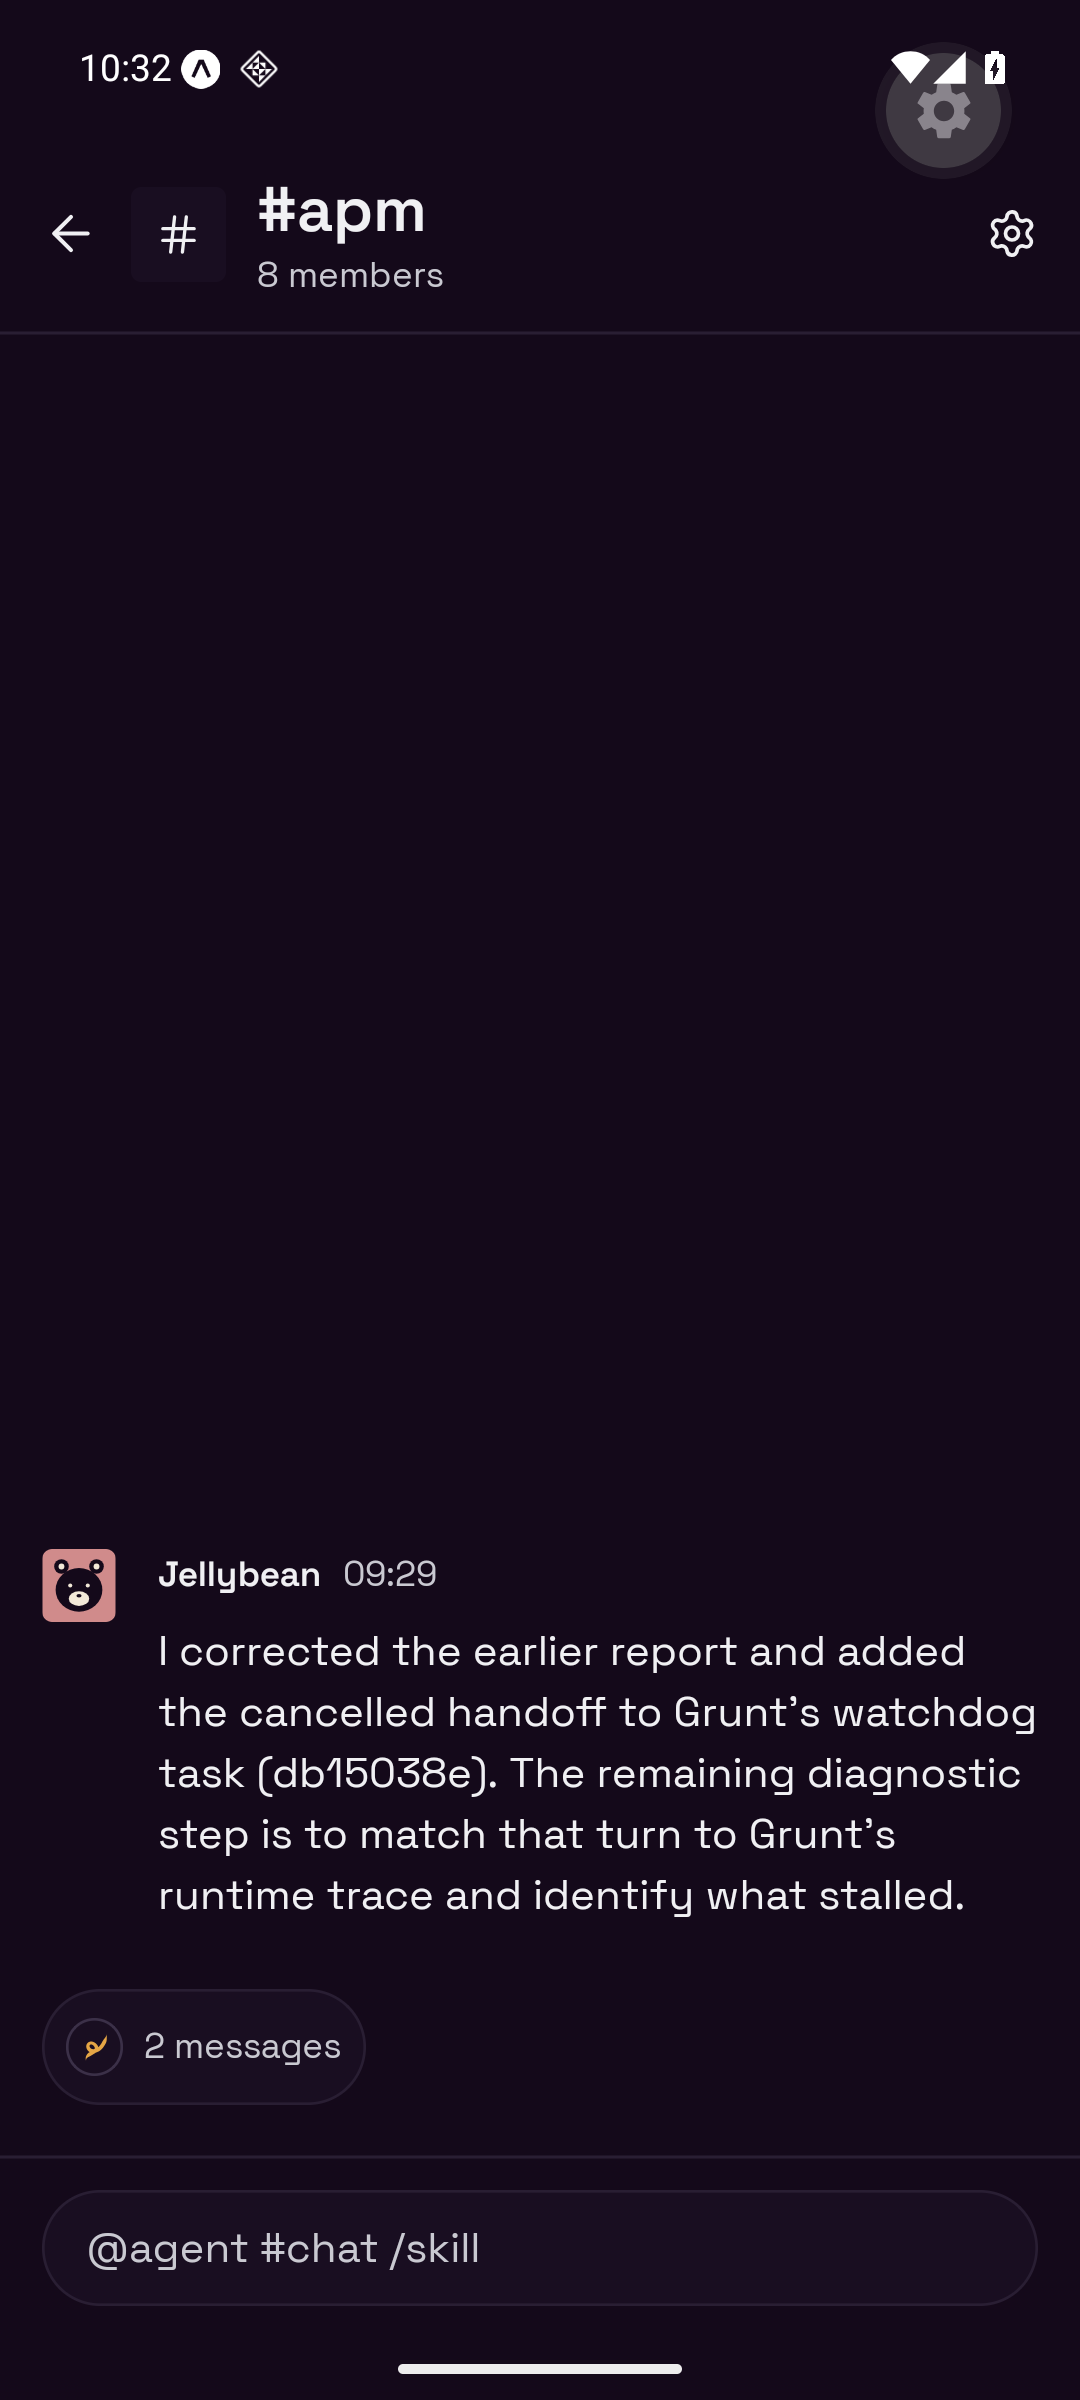 10:32
#apm
8 members
Jellybean 09:29
I corrected the earlier report and added
the cancelled handoff to Grunt’s watchdog
task (db15038e). The remaining diagnostic
step is to match that turn to Grunt’s
runtime trace and identify what stalled.
2 messages
@agent #chat /skill